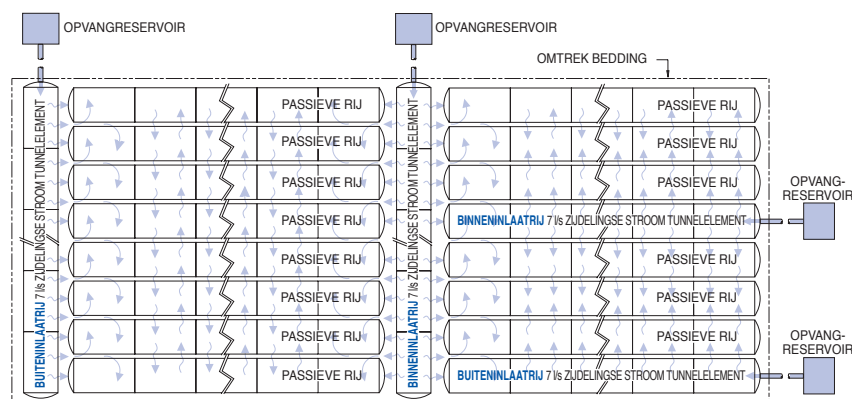 OPVANGRESERVOIR
OPVANGRESERVOIR
OMTREK BEDDING
BUITENINLAATRIJ 7 l/s ZIJDELINGSE STROOM TUNNELELEMENT
PASSIEVE RIJ
PASSIEVE RIJ
PASSIEVE RIJ
PASSIEVE RIJ
PASSIEVE RIJ
PASSIEVE RIJ
PASSIEVE RIJ
PASSIEVE RIJ
BINNENINLAATRIJ 7 l/s ZIJDELINGSE STROOM TUNNELELEMENT
PASSIEVE RIJ
PASSIEVE RIJ
PASSIEVE RIJ
BINNENINLAATRIJ 7 l/s ZIJDELINGSE STROOM TUNNELELEMENT
PASSIEVE RIJ
PASSIEVE RIJ
PASSIEVE RIJ
BUITENINLAATRIJ 7 l/s ZIJDELINGSE STROOM TUNNELELEMENT
OPVANG-
RESERVOIR
OPVANG-
RESERVOIR